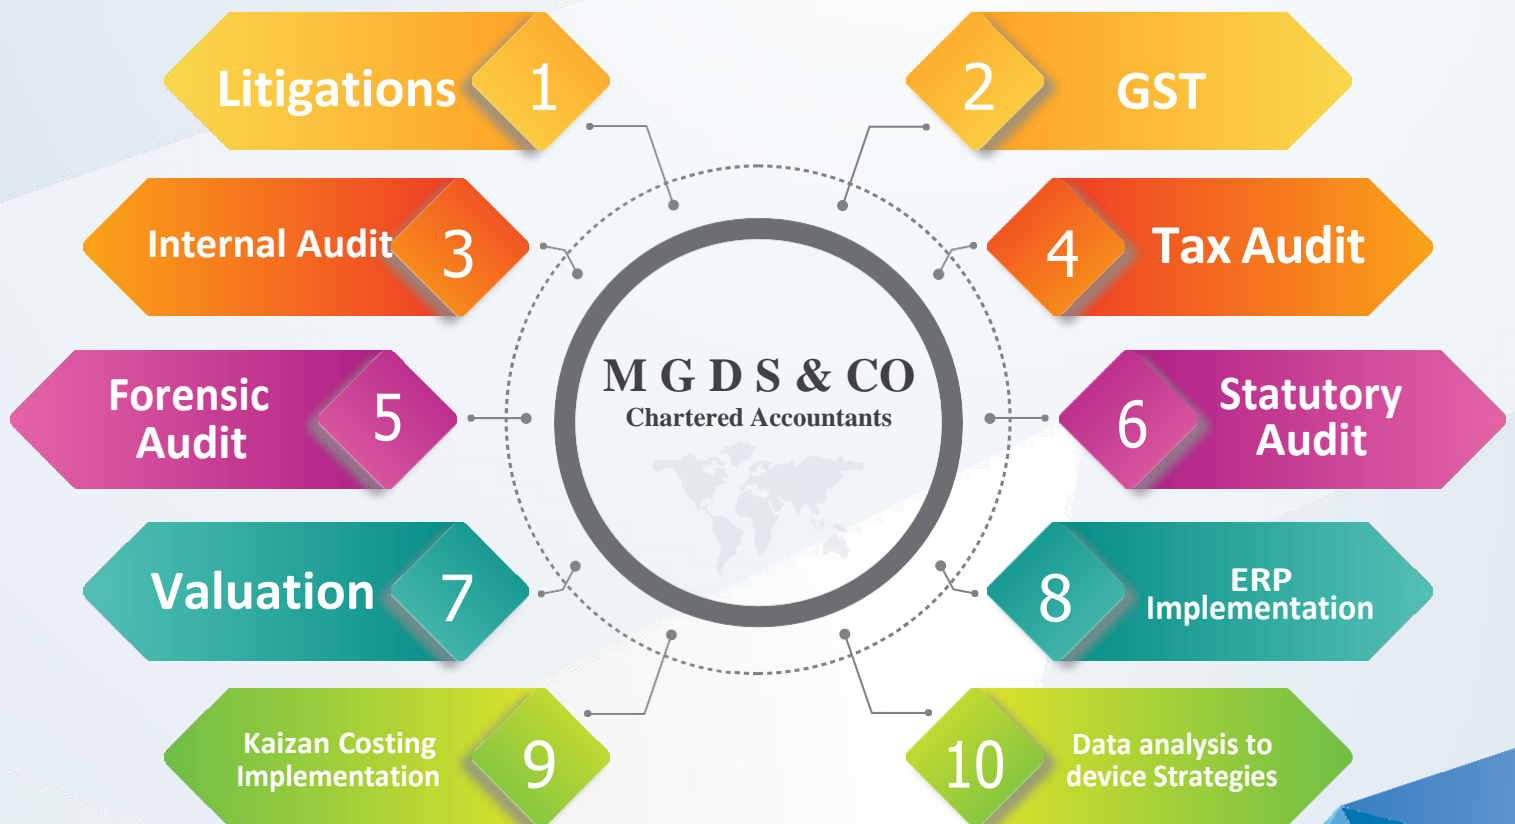 Litigations
1
2
GST
Internal Audit
3
4
Tax Audit
Forensic
Audit
5
M G D S & CO
Chartered Accountants
6
Statutory
Audit
Valuation
7
8
ERP
Implementation
Kaizan Costing
Implementation
9
10
Data analysis to
device Strategies